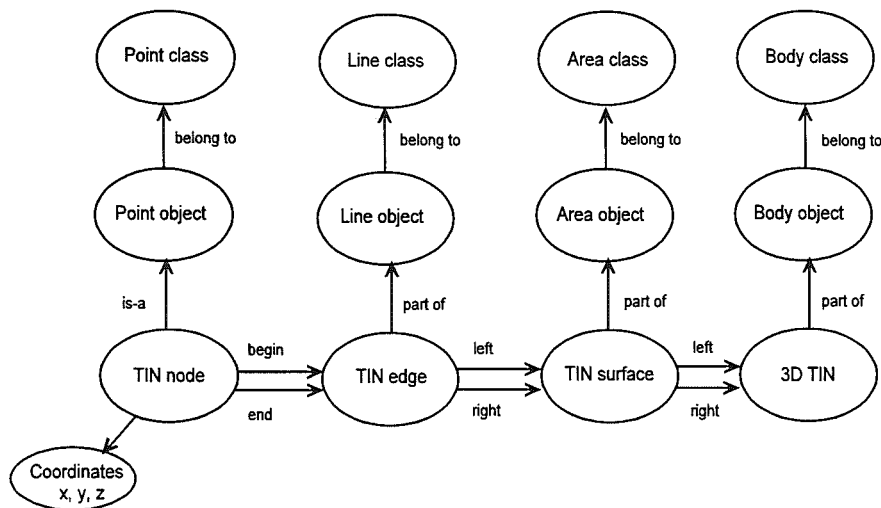 Point class
Line class
Area class
Body class
belong to
belong to
belong to
belong to
Point object
Line object
Area object
Body object
is-a
part of
part of
part of
begin
left
left
TIN node
TIN edge
TIN surface
3D TIN
end
right
right
Coordinates
x, y, z